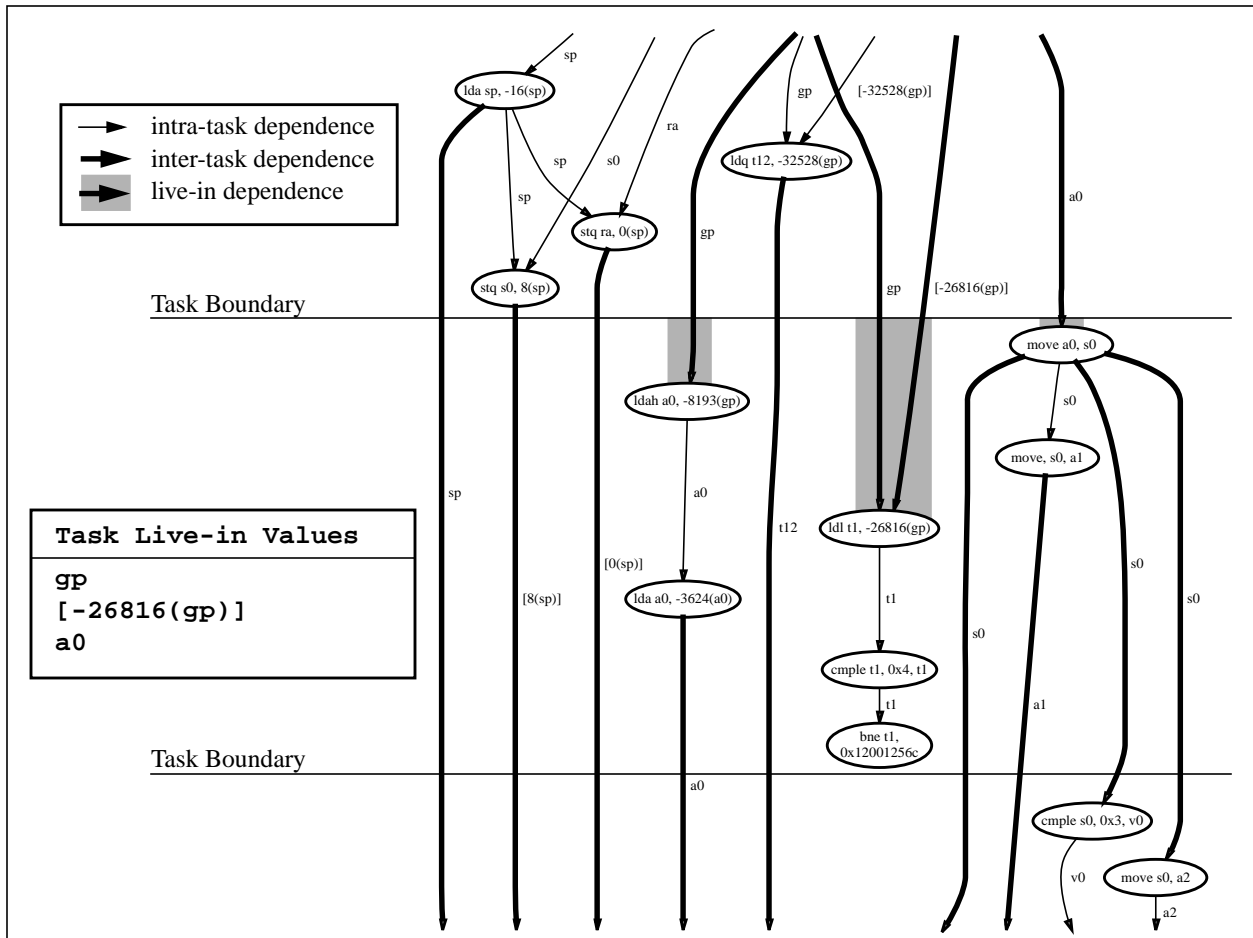 sp
lda sp, -16(sp)
gp
[-32528(gp)]
intra-task dependence
inter-task dependence
live-in dependence
ra
sp
s0
ldq t12, -32528(gp)
sp
a0
stq ra, 0(sp)
gp
stq s0, 8(sp)
gp
[-26816(gp)]
Task Boundary
move a0, s0
ldah a0, -8193(gp)
s0
move, s0, a1
sp
a0
Task Live-in Values
gp
[-26816(gp)]
a0
t12
ldl t1, -26816(gp)
[0(sp)]
s0
[8(sp)]
lda a0, -3624(a0)
t1
s0
s0
cmple t1, 0x4, t1
t1
a1
bne t1,
0x12001256c
Task Boundary
a0
cmple s0, 0x3, v0
v0
move s0, a2
a2